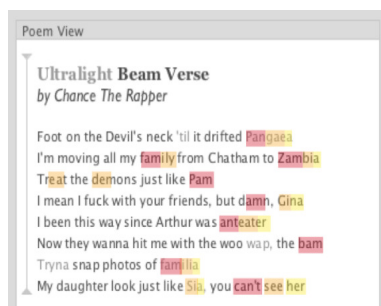 Poem View
Ultralight Beam Verse
by Chance The Rapper
Foot on the Devil's neck 'til it drifted Pangaea
I'm moving all my family from Chatham to Zambia
Treat the demons just like Pam
I mean I fuck with your friends, but damn, Gina
I been this way since Arthur was anteater
Now they wanna hit me with the woo wap, the bam
Tryna snap photos of familia
My daughter look just like Sia, you can't see her